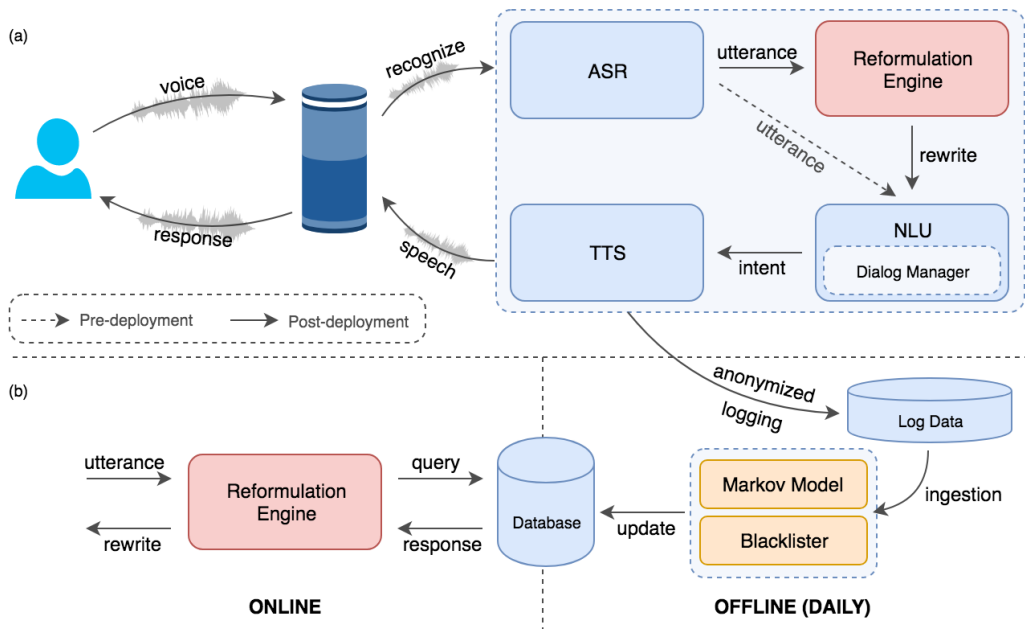 (a)
voice
recognize
ASR
utterance
Reformulation
Engine
utterance
rewrite
response
speech
TTS
intent
NLU
Dialog Manager
Pre-deployment
Post-deployment
(b)
anonymized
logging
Log Data
utterance
rewrite
Reformulation
Engine
query
response
Database
update
Markov Model
Blacklister
ingestion
ONLINE
OFFLINE (DAILY)